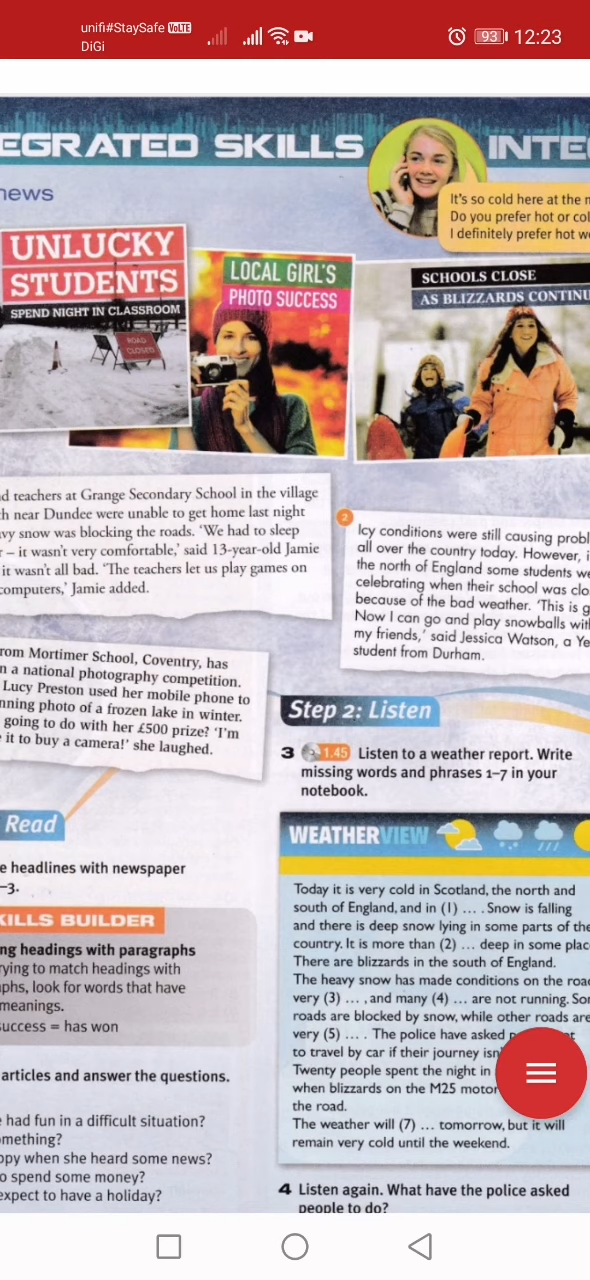 unifi#StaySafe VoLTE
DiGi
93
12:23
EGRATED SKILLS
INTE
news
It's so cold here at the
Do you prefer hot or
I definitely prefer hot
UNLUCKY
STUDENTS
SPEND NIGHT IN CLASSROOM
ROAD
CLOSED
LOCAL GIRL'S
PHOTO SUCCESS
SCHOOLS CLOSE
AS BLIZZARDS CONTINU
d teachers at Grange Secondary School in the village
h near Dundee were unable to get home last night
vy snow was blocking the roads. 'We had to sleep
r – it wasn't very comfortable,' said 13-year-old Jamie
it wasn't all bad. 'The teachers let us play games on
computers,' Jamie added.
2
Icy conditions were still causing probl
all over the country today. However, i
the north of England some students we
celebrating when their school was clo
because of the bad weather. 'This is g
Now I can go and play snowballs wit
my friends,' said Jessica Watson, a Ye
student from Durham.
rom Mortimer School, Coventry, has
n a national photography competition.
Lucy Preston used her mobile phone to
nning photo of a frozen lake in winter.
going to do with her £500 prize? 'I'm
it to buy a camera!' she laughed.
Step 2: Listen
3 1.45 Listen to a weather report. Write
missing words and phrases 1–7 in your
notebook.
Read
e headlines with newspaper
–3.
KILLS BUILDER
ng headings with paragraphs
rying to match headings with
aphs, look for words that have
meanings.
success = has won
articles and answer the questions.
had fun in a difficult situation?
omething?
ppy when she heard some news?
o spend some money?
expect to have a holiday?
WEATHERVIEW
Today it is very cold in Scotland, the north and
south of England, and in (1) ... . Snow is falling
and there is deep snow lying in some parts of the
country. It is more than (2) ... deep in some plac
There are blizzards in the south of England.
The heavy snow has made conditions on the roa
very (3) ... , and many (4) ... are not running. So
roads are blocked by snow, while other roads are
very (5) ... . The police have asked
to travel by car if their journey isn
Twenty people spent the night in
when blizzards on the M25 motor
the road.
The weather will (7) ... tomorrow, but it will
remain very cold until the weekend.
4 Listen again. What have the police asked
people to do?